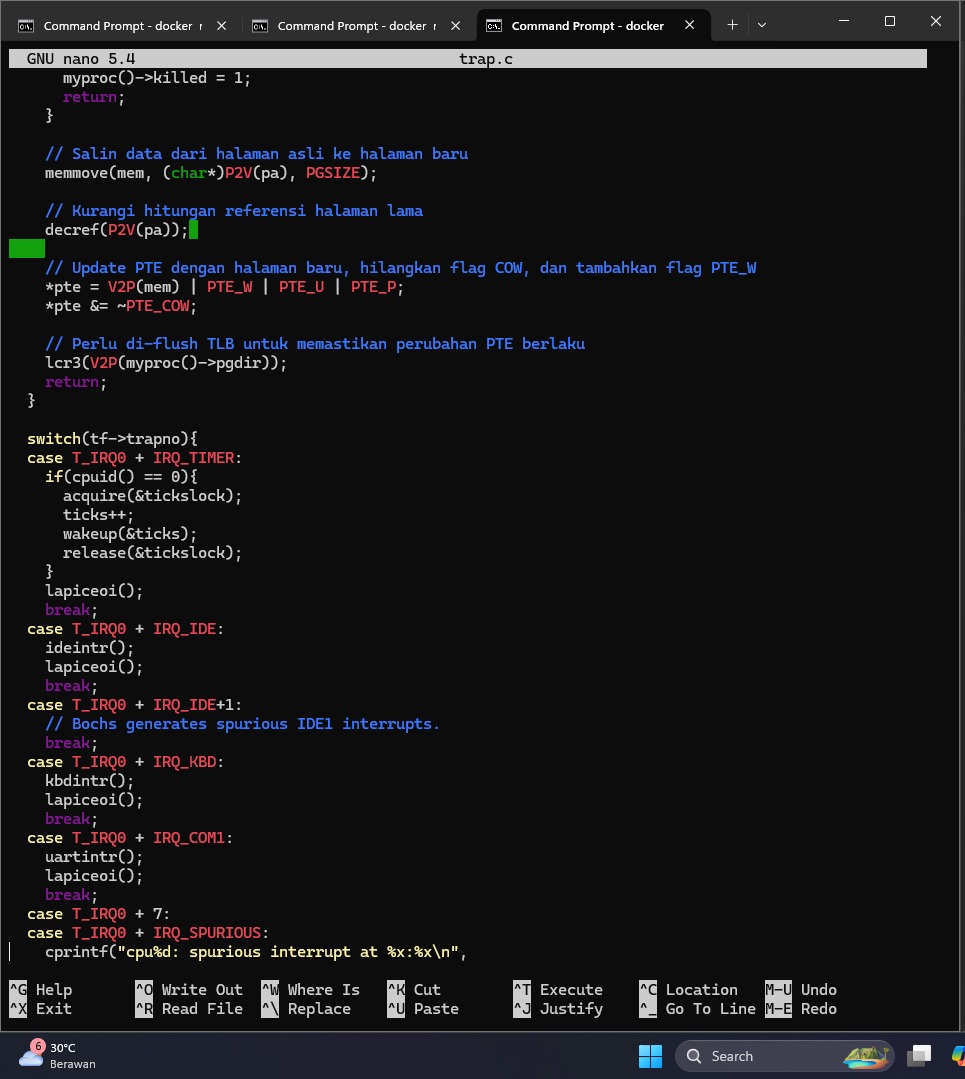 Command Prompt - docker r
Command Prompt - docker r
Command Prompt - docker
GNU nano 5.4 trap.c
myproc()->killed = 1;
return;
}
// Salin data dari halaman asli ke halaman baru
memmove(mem, (char*)P2V(pa), PGSIZE);
// Kurangi hitungan referensi halaman lama
decref(P2V(pa));
// Update PTE dengan halaman baru, hilangkan flag COW, dan tambahkan flag PTE_W
*pte = V2P(mem) | PTE_W | PTE_U | PTE_P;
*pte &= ~PTE_COW;
// Perlu di-flush TLB untuk memastikan perubahan PTE berlaku
lcr3(V2P(myproc()->pgdir));
return;
}
switch(tf->trapno){
case T_IRQ0 + IRQ_TIMER:
if(cpuid() == 0){
acquire(&tickslock);
ticks++;
wakeup(&ticks);
release(&tickslock);
}
lapiceoi();
break;
case T_IRQ0 + IRQ_IDE:
ideintr();
lapiceoi();
break;
case T_IRQ0 + IRQ_IDE+1:
// Bochs generates spurious IDE1 interrupts.
break;
case T_IRQ0 + IRQ_KBD:
kbdintr();
lapiceoi();
break;
case T_IRQ0 + IRQ_COM1:
uartintr();
lapiceoi();
break;
case T_IRQ0 + 7:
case T_IRQ0 + IRQ_SPURIOUS:
cprintf("cpu%d: spurious interrupt at %x:%x\n",
^G Help ^O Write Out ^W Where Is ^K Cut ^T Execute ^C Location M-U Undo
^X Exit ^R Read File ^\ Replace ^U Paste ^J Justify ^_ Go To Line M-E Redo
6
30°C
Berawan
Search